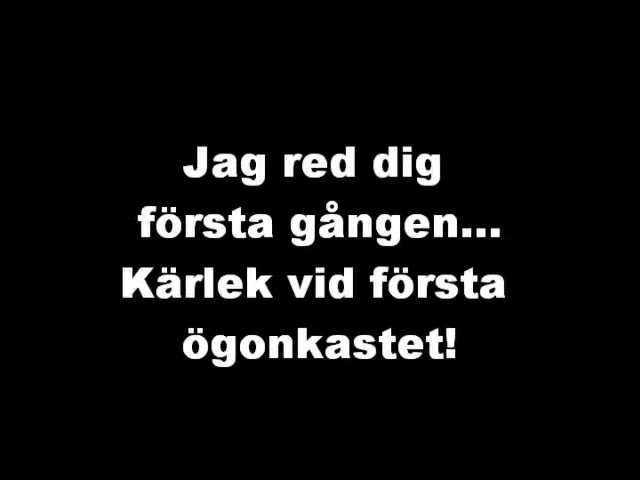 Jag red dig
första gången...
Kärlek vid första
ögonkastet!